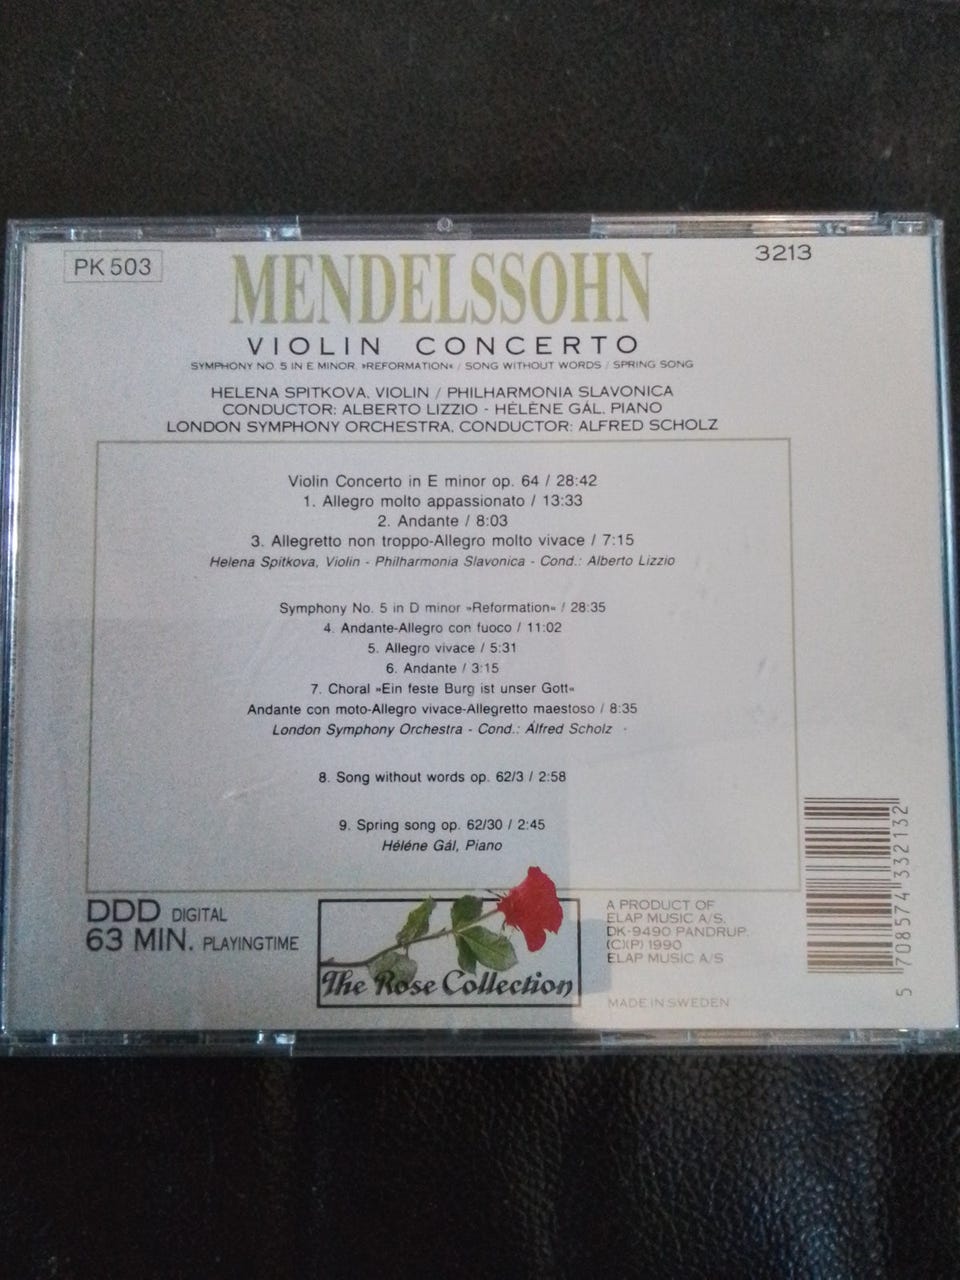 PK 503
3213
MENDELSSOHN
VIOLIN CONCERTO
SYMPHONY NO. 5 IN E MINOR, »REFORMATION« / SONG WITHOUT WORDS / SPRING SONG
HELENA SPITKOVA, VIOLIN / PHILHARMONIA SLAVONICA
CONDUCTOR: ALBERTO LIZZIO - HÉLÈNE GÁL, PIANO
LONDON SYMPHONY ORCHESTRA, CONDUCTOR: ALFRED SCHOLZ
Violin Concerto in E minor op. 64 / 28:42
1. Allegro molto appassionato / 13:33
2. Andante / 8:03
3. Allegretto non troppo-Allegro molto vivace / 7:15
Helena Spitkova, Violin - Philharmonia Slavonica - Cond.: Alberto Lizzio
Symphony No. 5 in D minor »Reformation« / 28:35
4. Andante-Allegro con fuoco / 11:02
5. Allegro vivace / 5:31
6. Andante / 3:15
7. Choral »Ein feste Burg ist unser Gott«
Andante con moto-Allegro vivace-Allegretto maestoso / 8:35
London Symphony Orchestra - Cond.: Alfred Scholz
8. Song without words op. 62/3 / 2:58
9. Spring song op. 62/30 / 2:45
Héléne Gál, Piano
DDD DIGITAL
63 MIN. PLAYINGTIME
The Rose Collection
A PRODUCT OF
ELAP MUSIC A/S,
DK-9490 PANDRUP.
(C)(P) 1990
ELAP MUSIC A/S
MADE IN SWEDEN
5 708574 332132